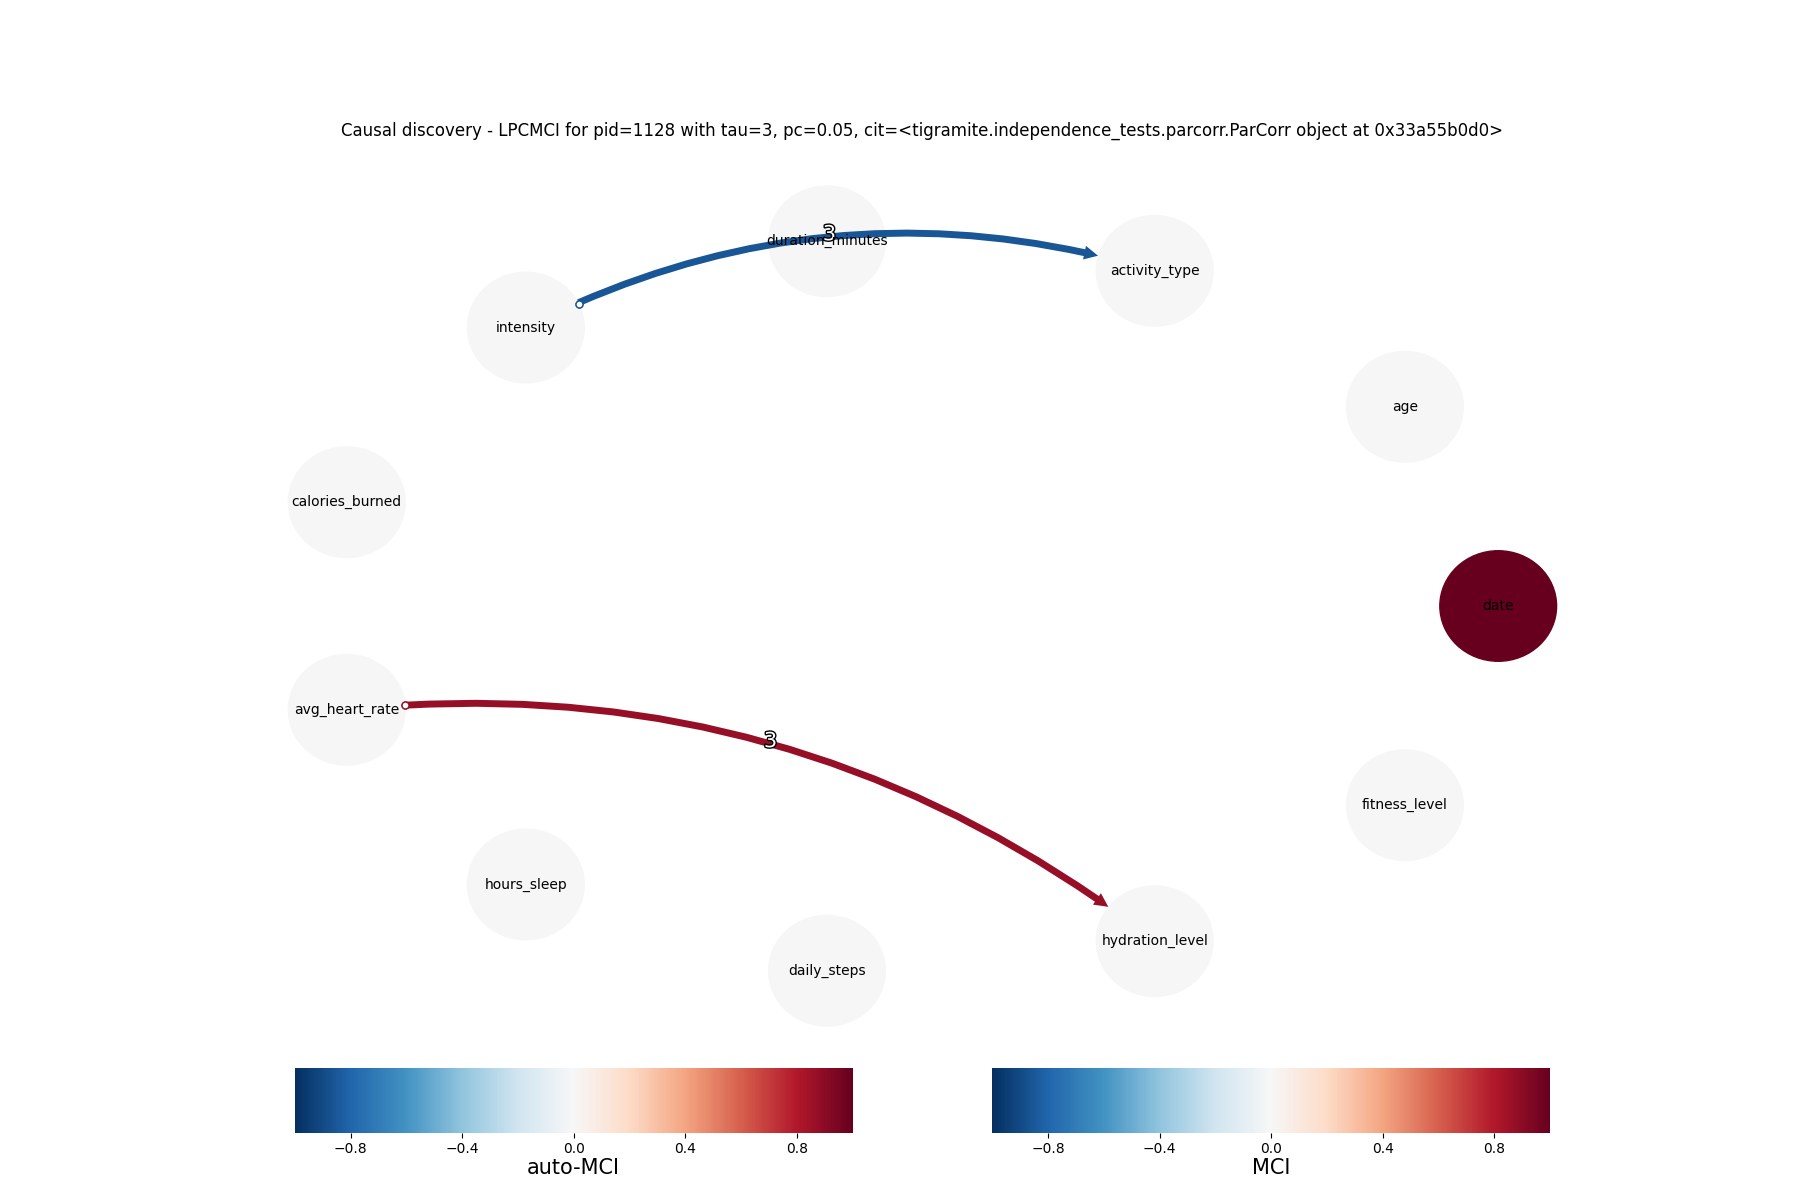 Causal discovery - LPCMCI for pid=1128 with tau=3, pc=0.05, cit=<tigramite.independence_tests.parcorr.ParCorr object at 0x33a55b0d0>
3
duration_minutes
activity_type
intensity
age
calories_burned
date
avg_heart_rate
3
fitness_level
hours_sleep
hydration_level
daily_steps
−0.8 −0.4 0.0 0.4 0.8
auto-MCI
−0.8 −0.4 0.0 0.4 0.8
MCI